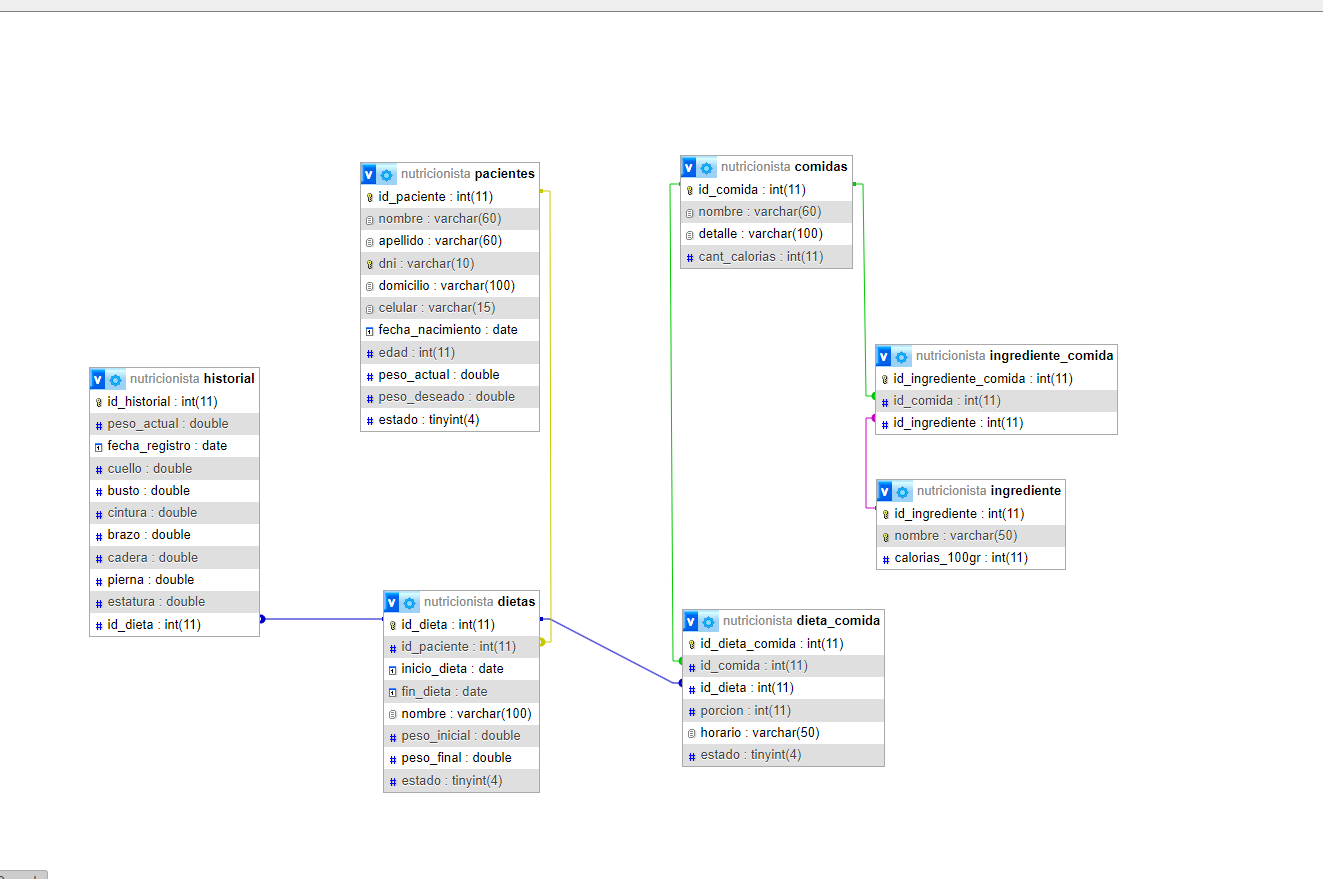 nutricionista pacientes
id_paciente : int(11)
nombre : varchar(60)
apellido : varchar(60)
dni : varchar(10)
domicilio : varchar(100)
celular : varchar(15)
fecha_nacimiento : date
edad : int(11)
peso_actual : double
peso_deseado : double
estado : tinyint(4)
nutricionista comidas
id_comida : int(11)
nombre : varchar(60)
detalle : varchar(100)
cant_calorias : int(11)
nutricionista historial
id_historial : int(11)
peso_actual : double
fecha_registro : date
cuello : double
busto : double
cintura : double
brazo : double
cadera : double
pierna : double
estatura : double
id_dieta : int(11)
nutricionista ingrediente_comida
id_ingrediente_comida : int(11)
id_comida : int(11)
id_ingrediente : int(11)
nutricionista ingrediente
id_ingrediente : int(11)
nombre : varchar(50)
calorias_100gr : int(11)
nutricionista dietas
id_dieta : int(11)
id_paciente : int(11)
inicio_dieta : date
fin_dieta : date
nombre : varchar(100)
peso_inicial : double
peso_final : double
estado : tinyint(4)
nutricionista dieta_comida
id_dieta_comida : int(11)
id_comida : int(11)
id_dieta : int(11)
porcion : int(11)
horario : varchar(50)
estado : tinyint(4)